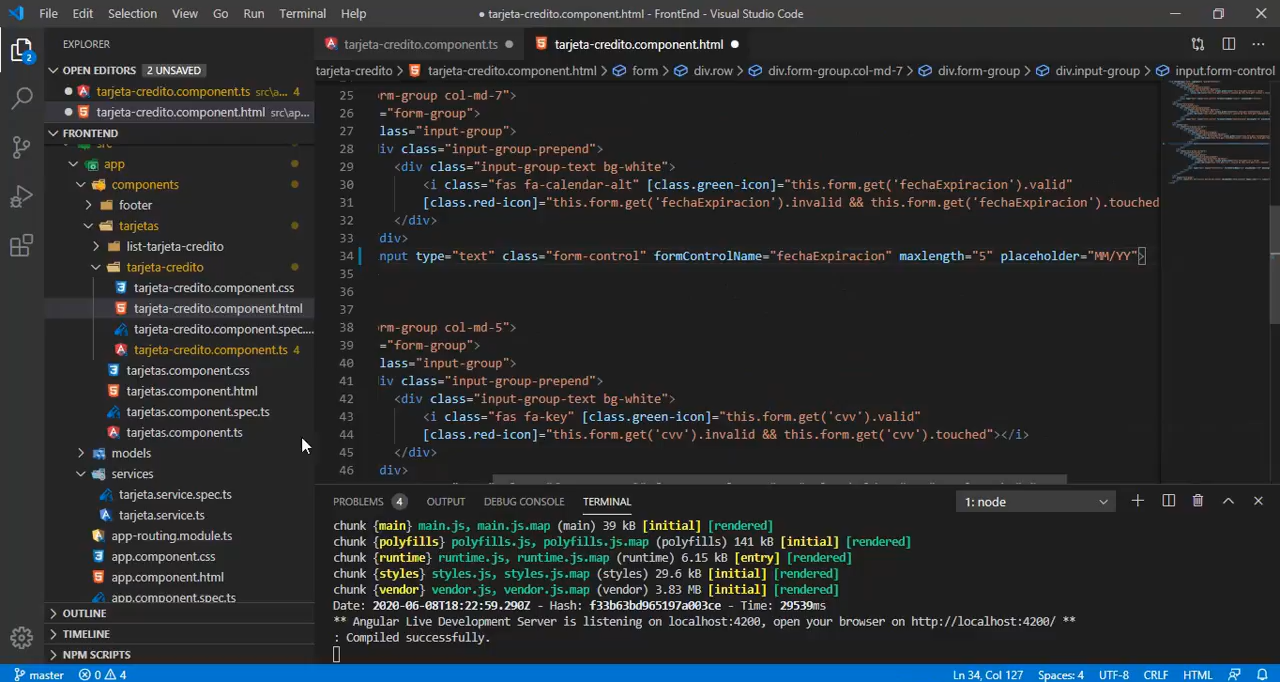 File Edit Selection View Go Run Terminal Help
● tarjeta-credito.component.html - FrontEnd - Visual Studio Code
2
EXPLORER
OPEN EDITORS 2 UNSAVED
tarjeta-credito.component.ts src\a... 4
tarjeta-credito.component.html src\ap...
FRONTEND
src
app
components
footer
tarjetas
list-tarjeta-credito
tarjeta-credito
tarjeta-credito.component.css
tarjeta-credito.component.html
tarjeta-credito.component.spec....
tarjeta-credito.component.ts 4
tarjetas.component.css
tarjetas.component.html
tarjetas.component.spec.ts
tarjetas.component.ts
models
services
tarjeta.service.spec.ts
tarjeta.service.ts
app-routing.module.ts
app.component.css
app.component.html
app.component.spec.ts
OUTLINE
TIMELINE
NPM SCRIPTS
tarjeta-credito.component.ts ●
tarjeta-credito.component.html ●
tarjeta-credito > tarjeta-credito.component.html > form > div.row > div.form-group.col-md-7 > div.form-group > div.input-group > input.form-control
25 rm-group col-md-7">
26 ="form-group">
27 lass="input-group">
28 iv class="input-group-prepend">
29 <div class="input-group-text bg-white">
30 <i class="fas fa-calendar-alt" [class.green-icon]="this.form.get('fechaExpiracion').valid"
31 [class.red-icon]="this.form.get('fechaExpiracion').invalid && this.form.get('fechaExpiracion').touched
32 </div>
33 div>
34 nput type="text" class="form-control" formControlName="fechaExpiracion" maxlength="5" placeholder="MM/YY">
35
36
37
38 rm-group col-md-5">
39 ="form-group">
40 lass="input-group">
41 iv class="input-group-prepend">
42 <div class="input-group-text bg-white">
43 <i class="fas fa-key" [class.green-icon]="this.form.get('cvv').valid"
44 [class.red-icon]="this.form.get('cvv').invalid && this.form.get('cvv').touched"></i>
45 </div>
46 div>
PROBLEMS 4 OUTPUT DEBUG CONSOLE TERMINAL 1: node
chunk {main} main.js, main.js.map (main) 39 kB [initial] [rendered]
chunk {polyfills} polyfills.js, polyfills.js.map (polyfills) 141 kB [initial] [rendered]
chunk {runtime} runtime.js, runtime.js.map (runtime) 6.15 kB [entry] [rendered]
chunk {styles} styles.js, styles.js.map (styles) 29.6 kB [initial] [rendered]
chunk {vendor} vendor.js, vendor.js.map (vendor) 3.83 MB [initial] [rendered]
Date: 2020-06-08T18:22:59.290Z - Hash: f33b63bd965197a003ce - Time: 29539ms
** Angular Live Development Server is listening on localhost:4200, open your browser on http://localhost:4200/ **
: Compiled successfully.
master 0 4
Ln 34, Col 127 Spaces: 4 UTF-8 CRLF HTML